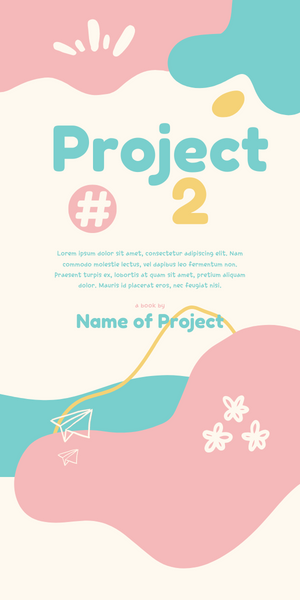 Project
# 2
Lorem ipsum dolor sit amet, consectetur adipiscing elit. Nam
commodo molestie lectus, vel dapibus leo fermentum non.
Praesent turpis ex, lobortis at quam sit amet, pretium aliquam
dolor. Mauris id placerat eros, nec feugiat nisl.
a book by
Name of Project